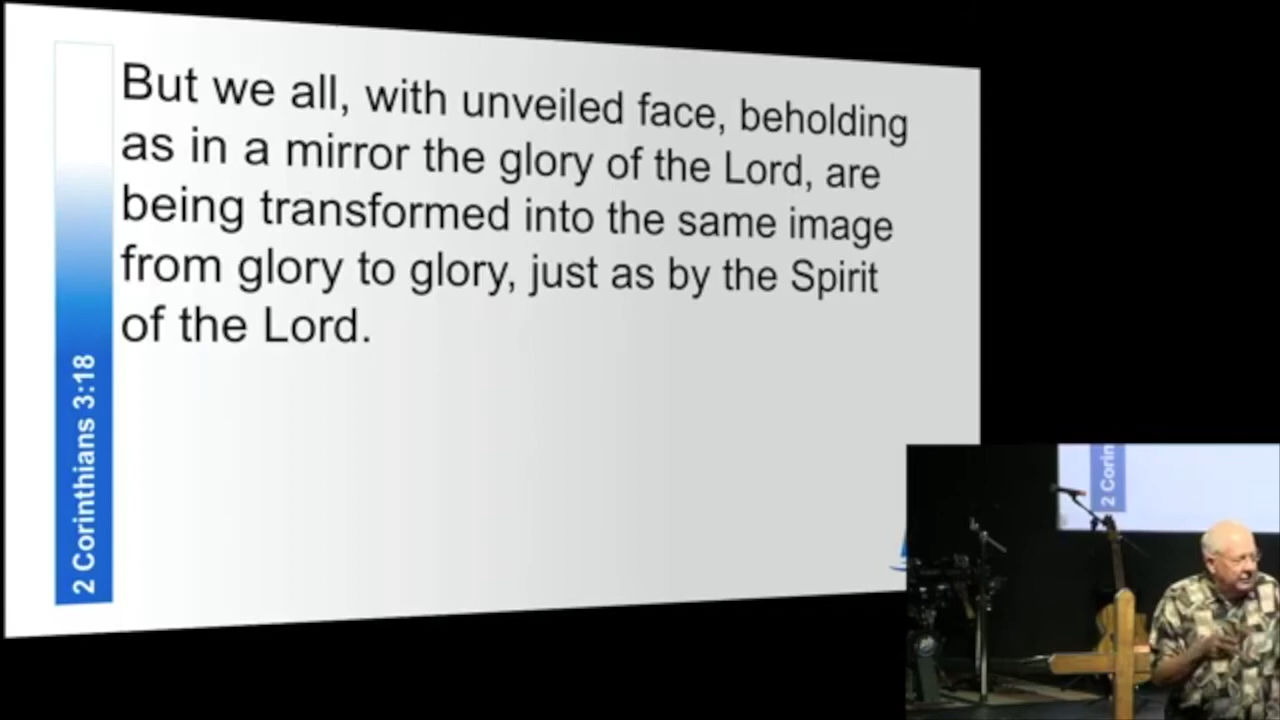 But we all, with unveiled face, beholding
as in a mirror the glory of the Lord, are
being transformed into the same image
from glory to glory, just as by the Spirit
of the Lord.
2 Corinthians 3:18
2 Corin